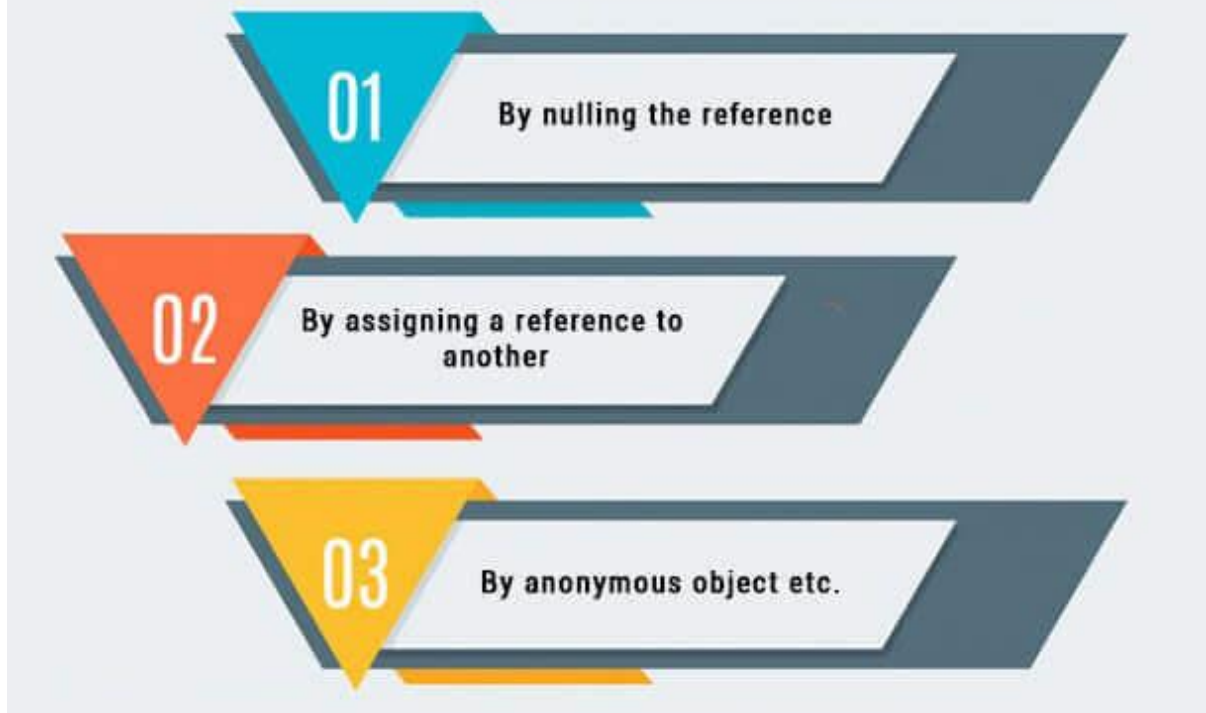 01
By nulling the reference
02
By assigning a reference to
another
03
By anonymous object etc.